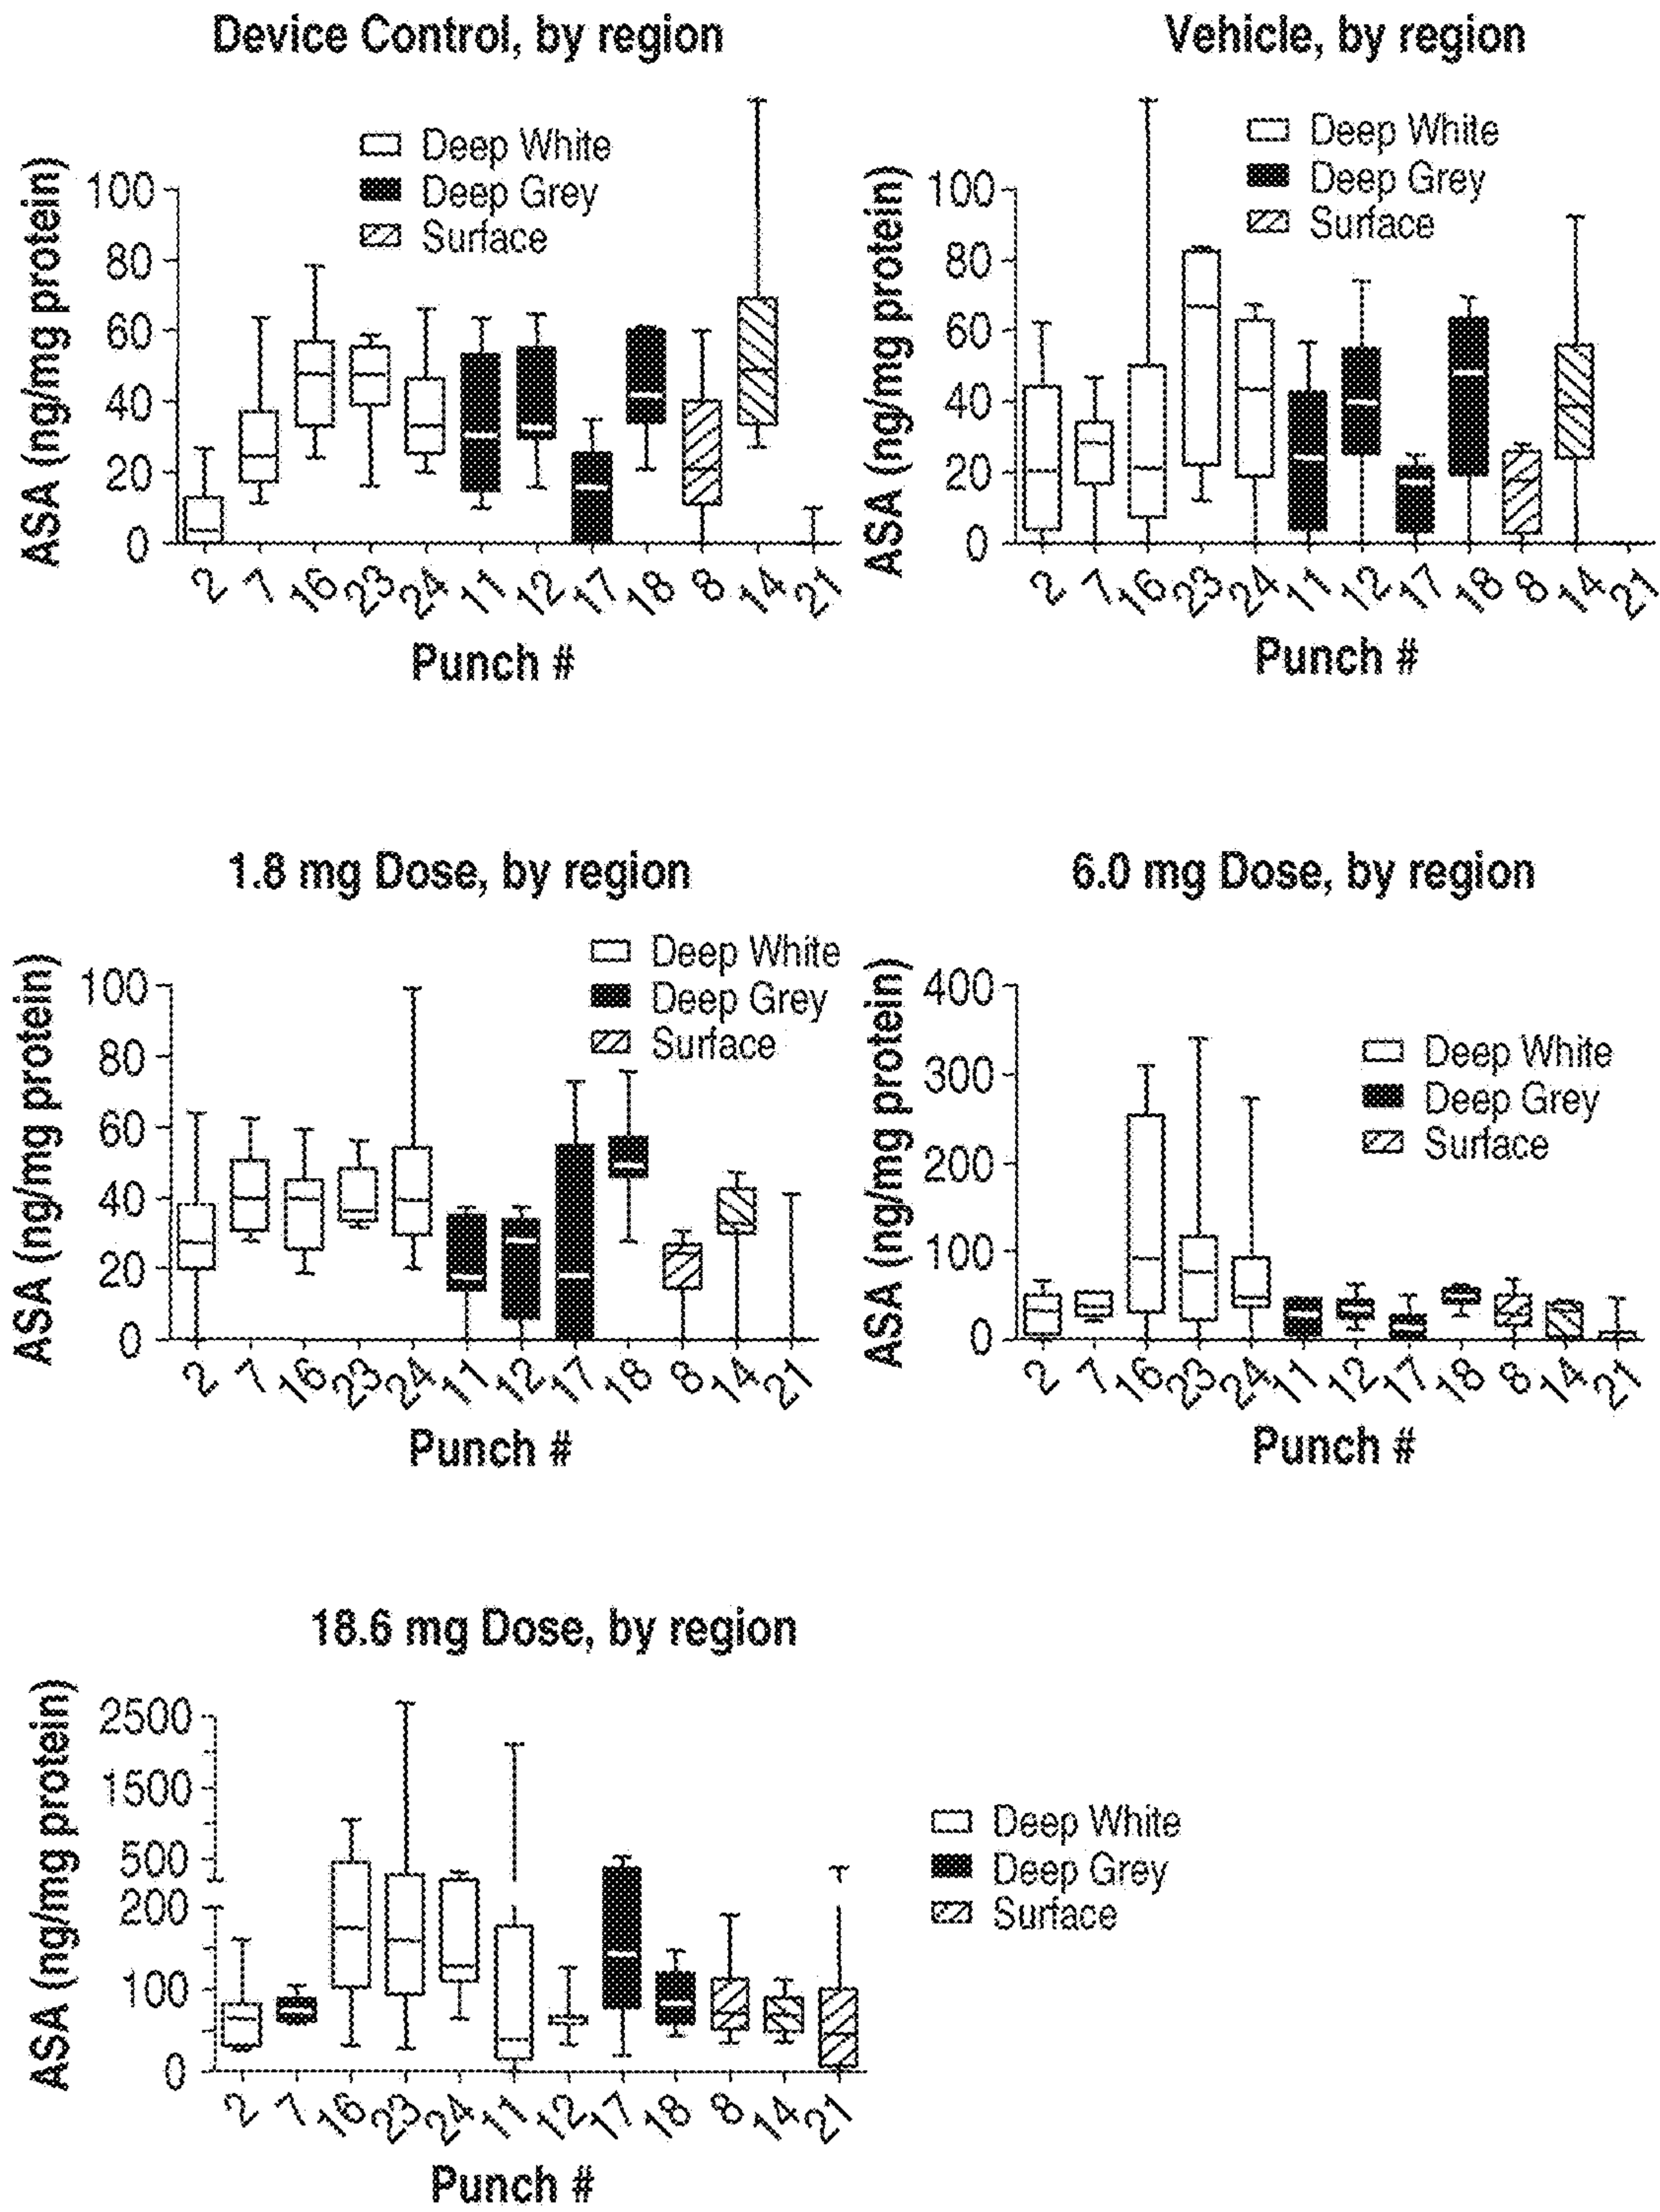 Device Control, by region
Deep White
Deep Grey
Surface
ASA (ng/mg protein)
100
80
60
40
20
0
2 7 16 23 24 11 12 17 18 8 14 21
Punch #
Vehicle, by region
Deep White
Deep Grey
Surface
ASA (ng/mg protein)
100
80
60
40
20
0
2 7 16 23 24 11 12 17 18 8 14 21
Punch #
1.8 mg Dose, by region
Deep White
Deep Grey
Surface
ASA (ng/mg protein)
100
80
60
40
20
0
2 7 16 23 24 11 12 17 18 8 14 21
Punch #
6.0 mg Dose, by region
Deep White
Deep Grey
Surface
ASA (ng/mg protein)
400
300
200
100
0
2 7 16 23 24 11 12 17 18 8 14 21
Punch #
18.6 mg Dose, by region
ASA (ng/mg protein)
2500
1500
500
200
100
0
2 7 16 23 24 11 12 17 18 8 14 21
Punch #
Deep White
Deep Grey
Surface